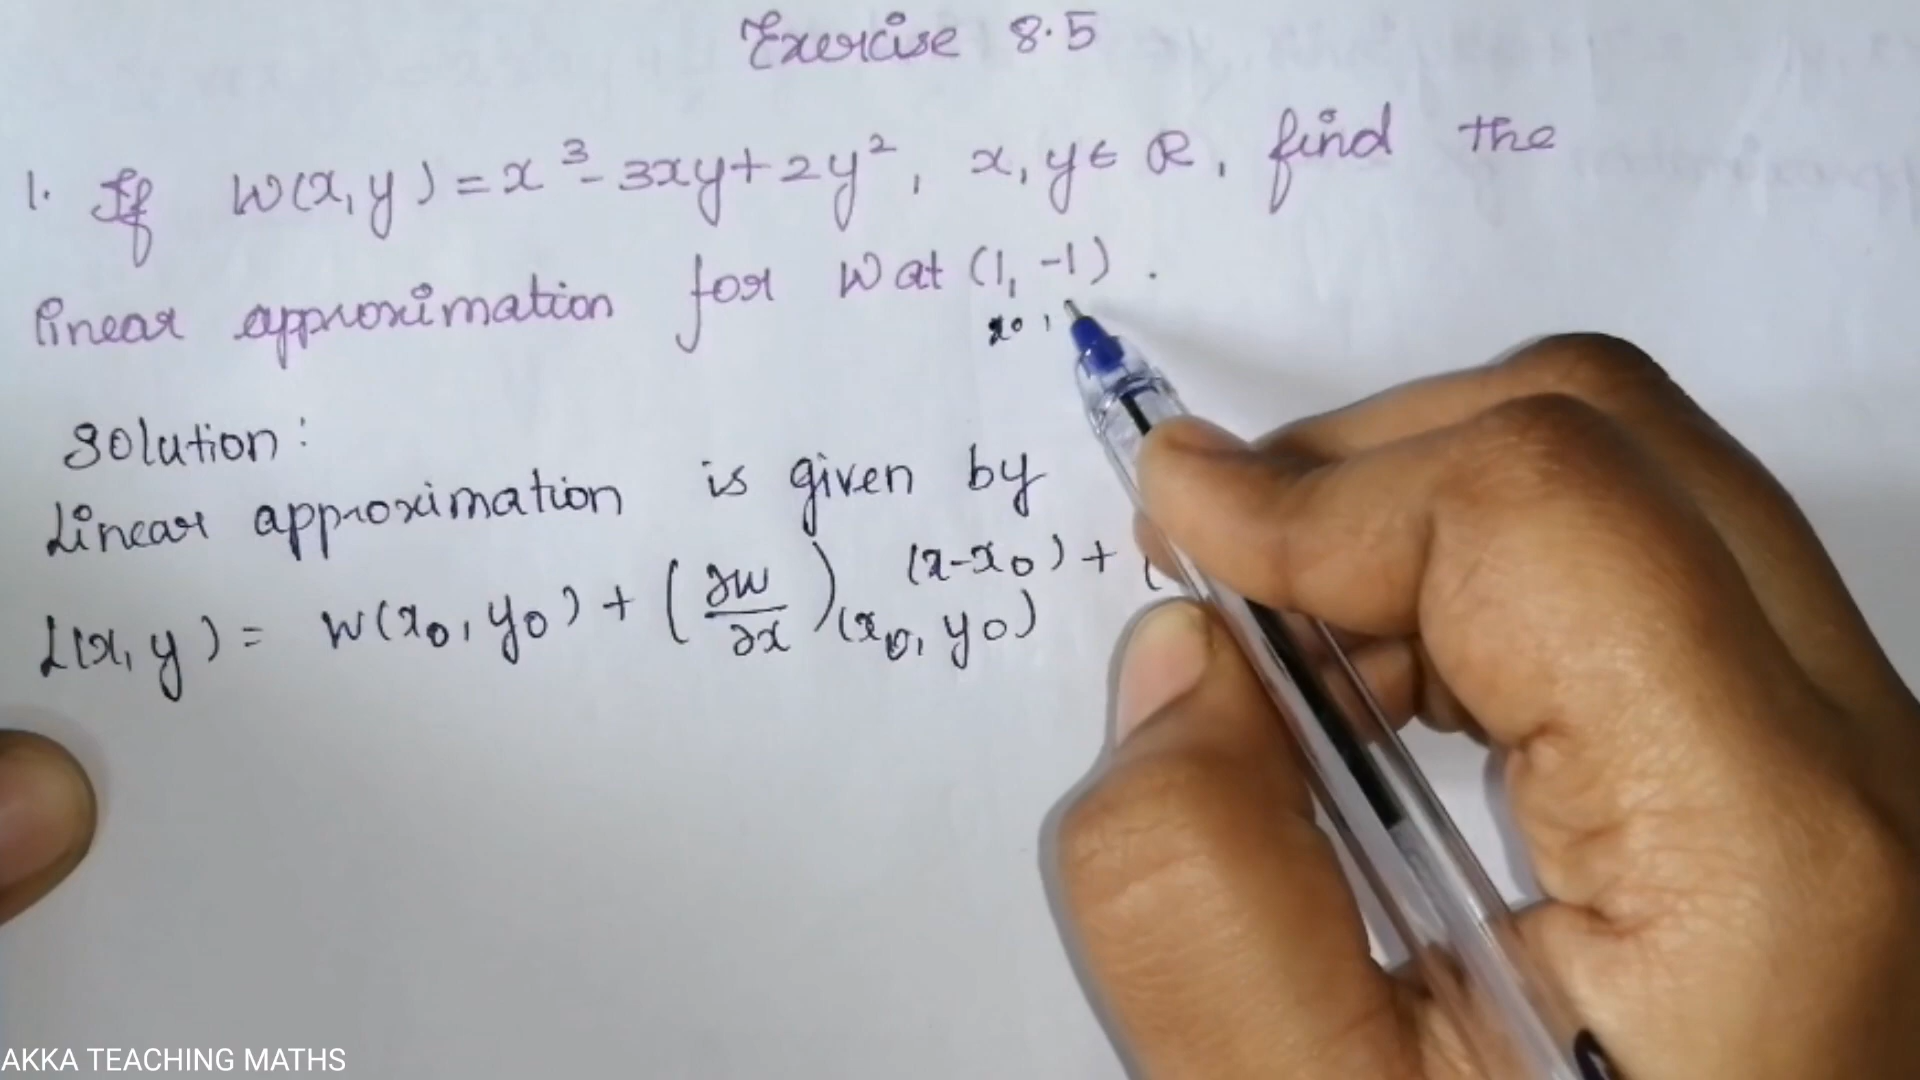 Exercise 8.5
1. If W(x, y) = x³ - 3xy + 2y², x, y ∈ R, find the
linear approximation for W at (1, -1).
x₀,
Solution:
Linear approximation is given by
L(x, y) = W(x₀, y₀) + (∂w/∂x)(x₀, y₀) (x-x₀) + (
AKKA TEACHING MATHS